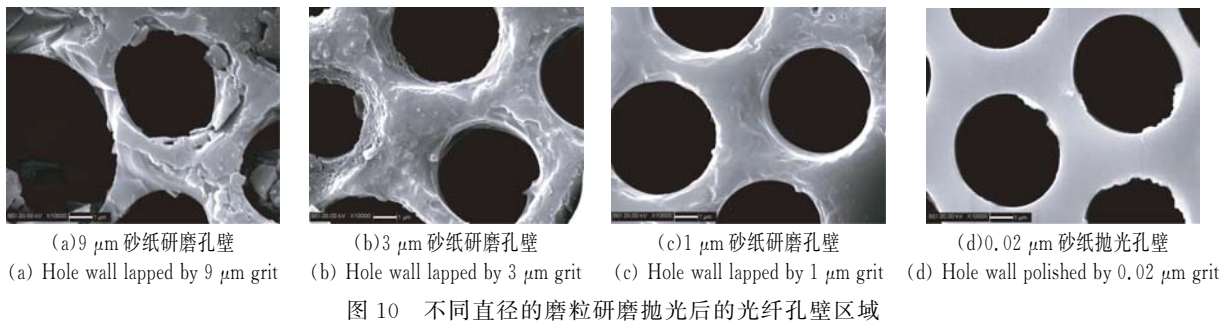 (a)9 μm 砂纸研磨孔壁
(a) Hole wall lapped by 9 μm grit
(b)3 μm 砂纸研磨孔壁
(b) Hole wall lapped by 3 μm grit
(c)1 μm 砂纸研磨孔壁
(c) Hole wall lapped by 1 μm grit
(d)0.02 μm 砂纸抛光孔壁
(d) Hole wall polished by 0.02 μm grit
图 10 不同直径的磨粒研磨抛光后的光纤孔壁区域